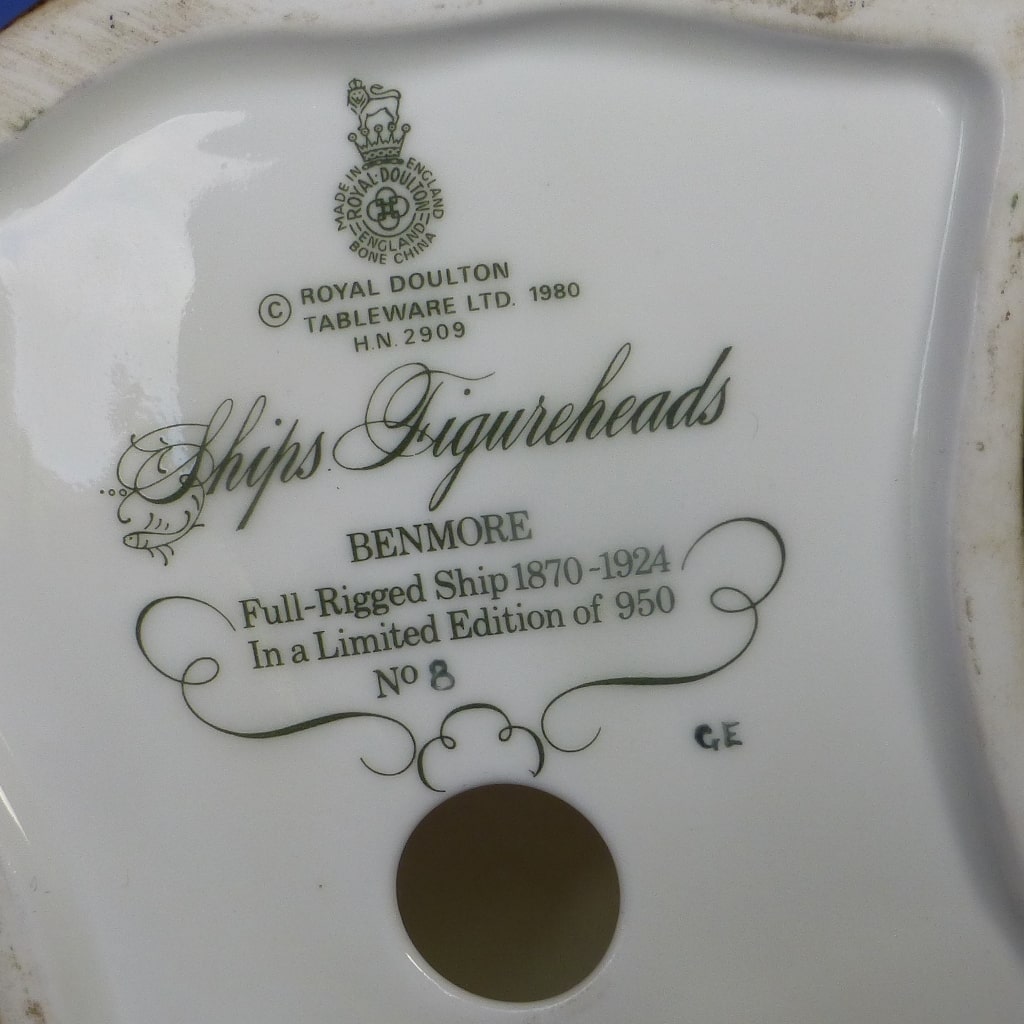 MADE IN ENGLAND
ROYAL·DOULTON
ENGLAND
BONE CHINA
© ROYAL DOULTON
TABLEWARE LTD. 1980
H.N. 2909
Ships Figureheads
BENMORE
Full-Rigged Ship 1870-1924
In a Limited Edition of 950
Nº 8
GE